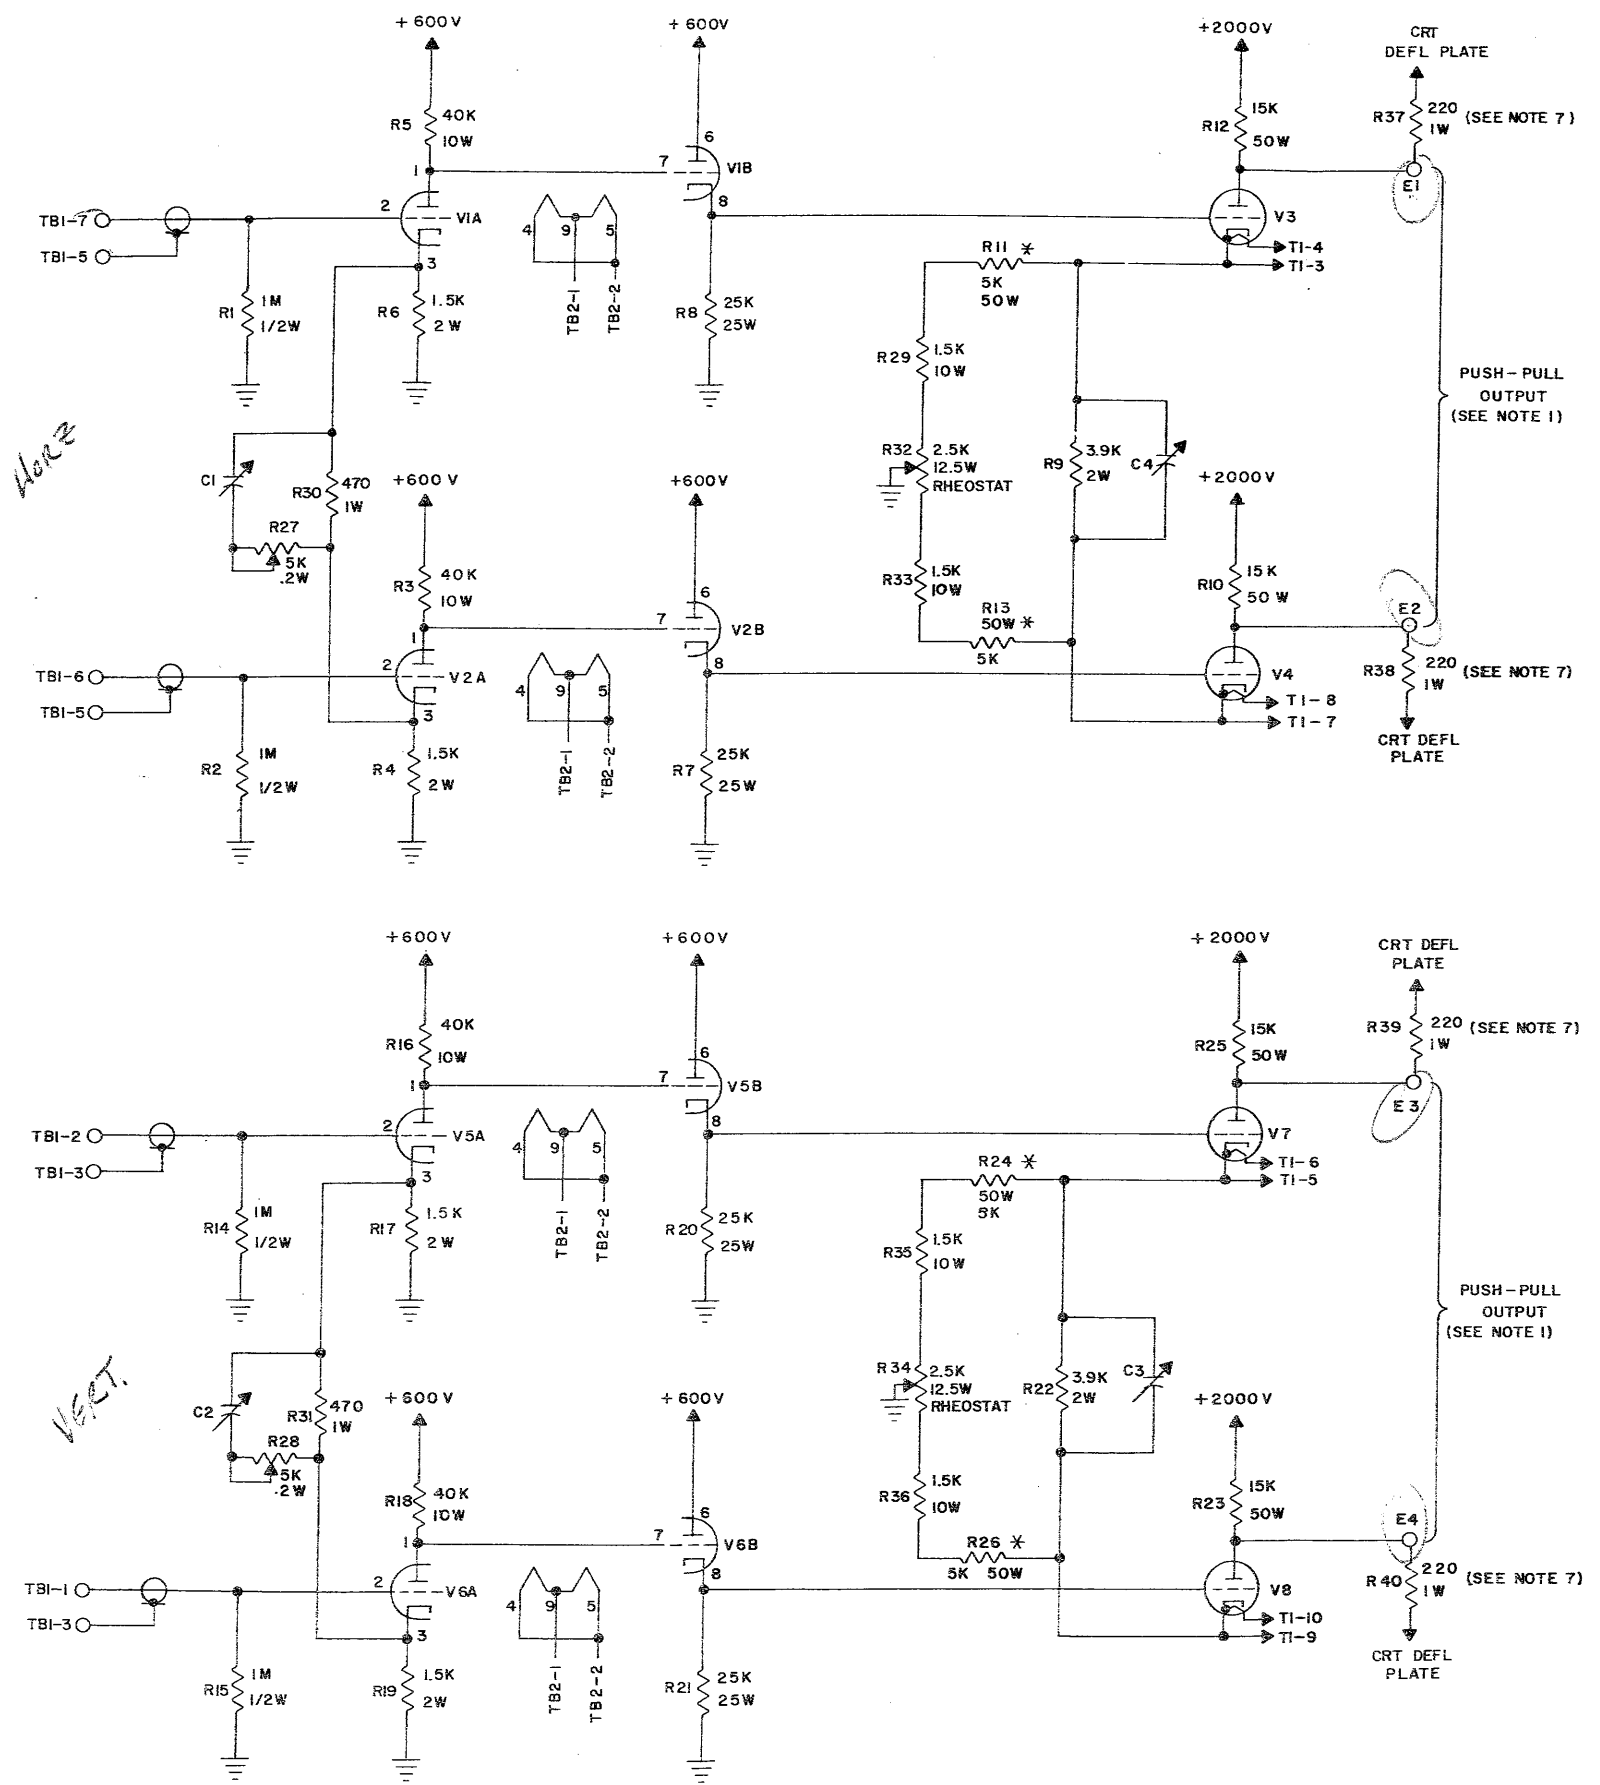 +600V
+600V
+2000V
CRT
DEFL PLATE
R5
40K
10W
R12
15K
50W
R37
220
1W
(SEE NOTE 7)
1
7
6
V1B
8
E1
TB1-7
TB1-5
2
V1A
3
4
9
5
TB2-1
TB2-2
V3
T1-4
T1-3
R1
1M
1/2W
R6
1.5K
2W
R8
25K
25W
R11 *
5K
50W
R29
1.5K
10W
PUSH-PULL
OUTPUT
(SEE NOTE 1)
HORZ
C1
R30
470
1W
R27
5K
.2W
+600V
+600V
R32
2.5K
12.5W
RHEOSTAT
R9
3.9K
2W
C4
+2000V
R3
40K
10W
R33
1.5K
10W
R10
15K
50W
R13
50W *
5K
E2
1
7
6
V2B
8
TB1-6
TB1-5
2
V2A
3
4
9
5
TB2-1
TB2-2
V4
T1-8
T1-7
R38
220
1W
(SEE NOTE 7)
CRT DEFL
PLATE
R2
1M
1/2W
R4
1.5K
2W
R7
25K
25W
+600V
+600V
+2000V
CRT DEFL
PLATE
R16
40K
10W
R25
15K
50W
R39
220
1W
(SEE NOTE 7)
1
7
6
V5B
8
E3
TB1-2
TB1-3
2
V5A
3
4
9
5
TB2-1
TB2-2
V7
T1-6
T1-5
R14
1M
1/2W
R17
1.5K
2W
R20
25K
25W
R24 *
50W
5K
R35
1.5K
10W
PUSH-PULL
OUTPUT
(SEE NOTE 1)
VERT.
C2
R31
470
1W
R28
5K
.2W
+600V
+600V
R34
2.5K
12.5W
RHEOSTAT
R22
3.9K
2W
C3
+2000V
R18
40K
10W
R36
1.5K
10W
R23
15K
50W
R26 *
5K 50W
E4
1
7
6
V6B
8
TB1-1
TB1-3
2
V6A
3
4
9
5
TB2-1
TB2-2
V8
T1-10
T1-9
R40
220
1W
(SEE NOTE 7)
CRT DEFL
PLATE
R15
1M
1/2W
R19
1.5K
2W
R21
25K
25W